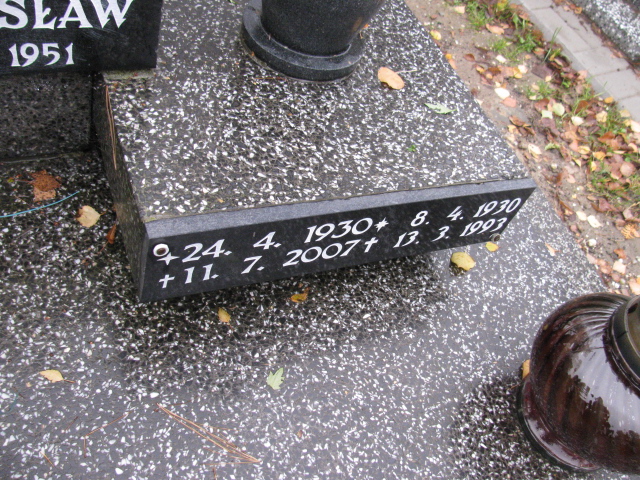 SŁAW
1951
*24. 4. 1930* 8. 4. 1930
+11. 7. 2007+ 13. 3. 1993